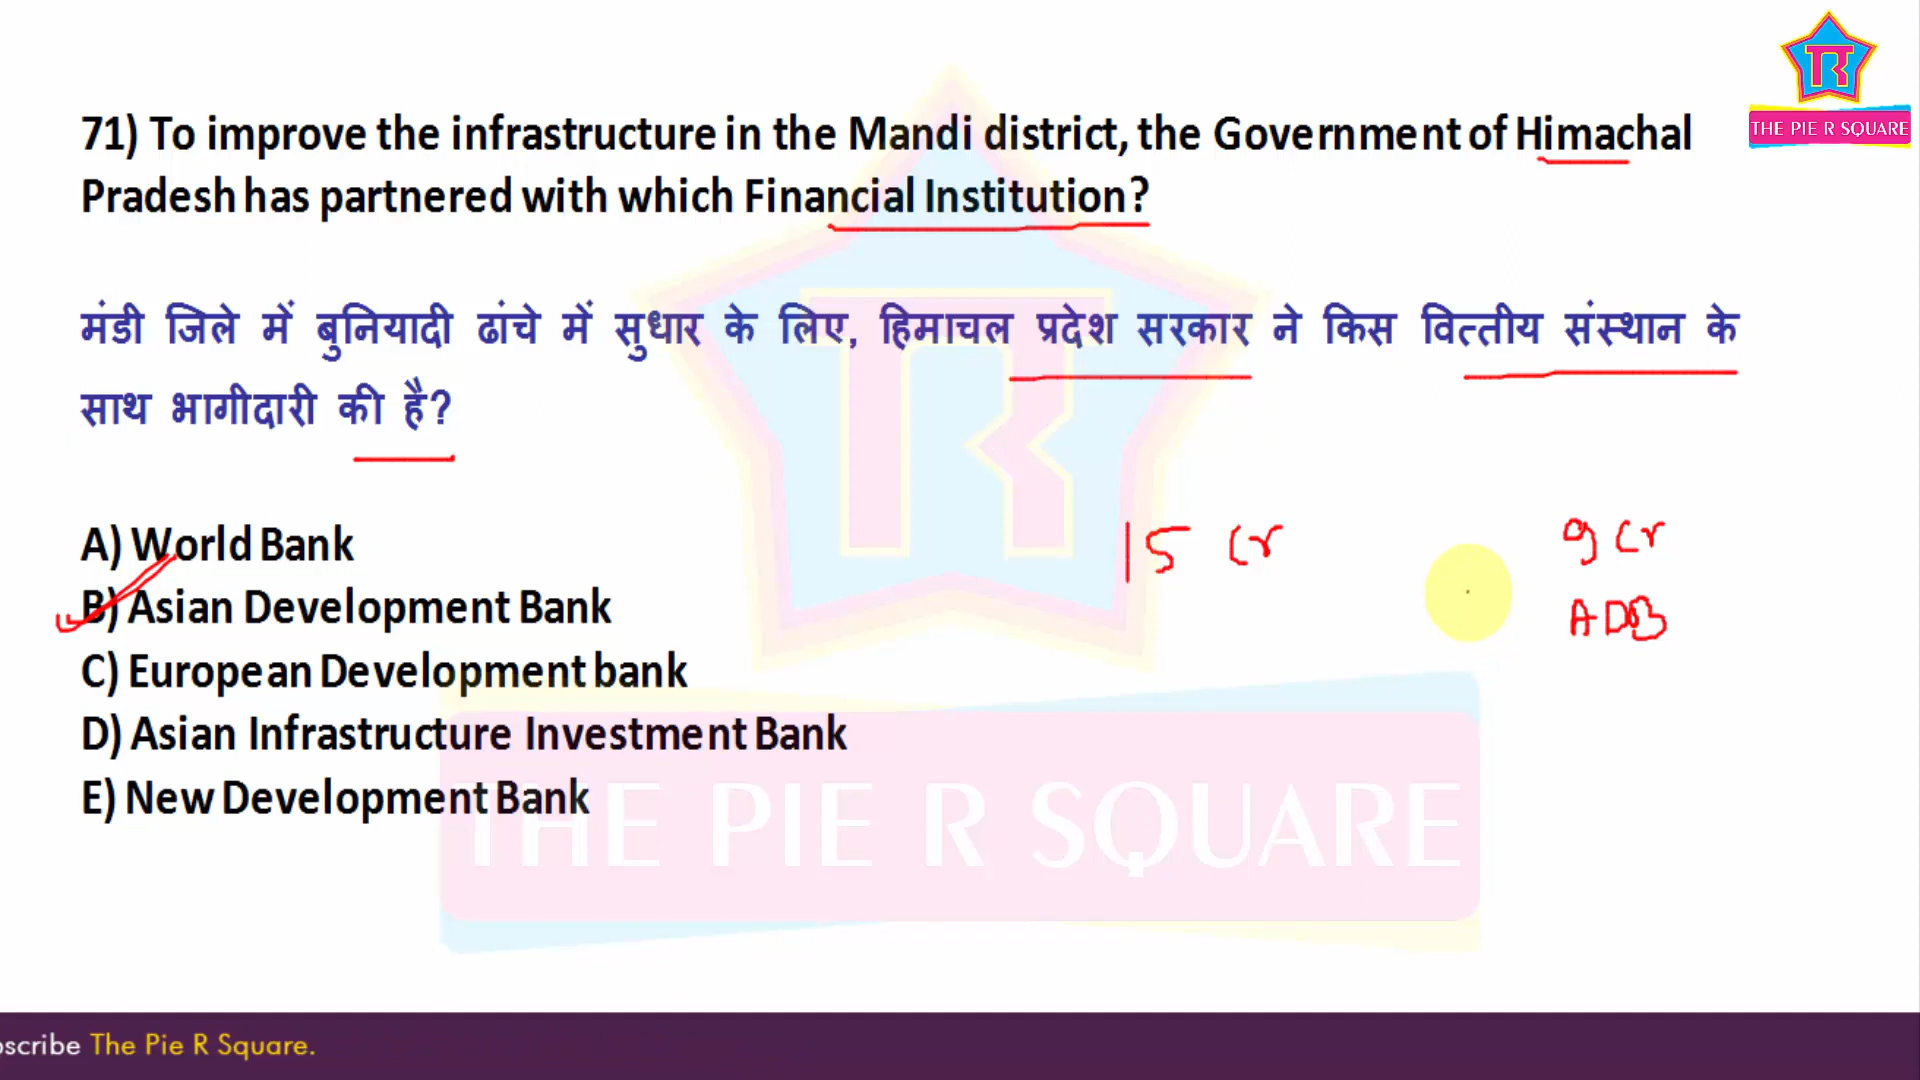 THE PIE R SQUARE
71) To improve the infrastructure in the Mandi district, the Government of Himachal
Pradesh has partnered with which Financial Institution?
मंडी जिले में बुनियादी ढांचे में सुधार के लिए, हिमाचल प्रदेश सरकार ने किस वित्तीय संस्थान के
साथ भागीदारी की है?
A) World Bank
B) Asian Development Bank
C) European Development bank
D) Asian Infrastructure Investment Bank
E) New Development Bank
15 Cr
9 Cr
ADB
THE PIE R SQUARE
oscribe The Pie R Square.